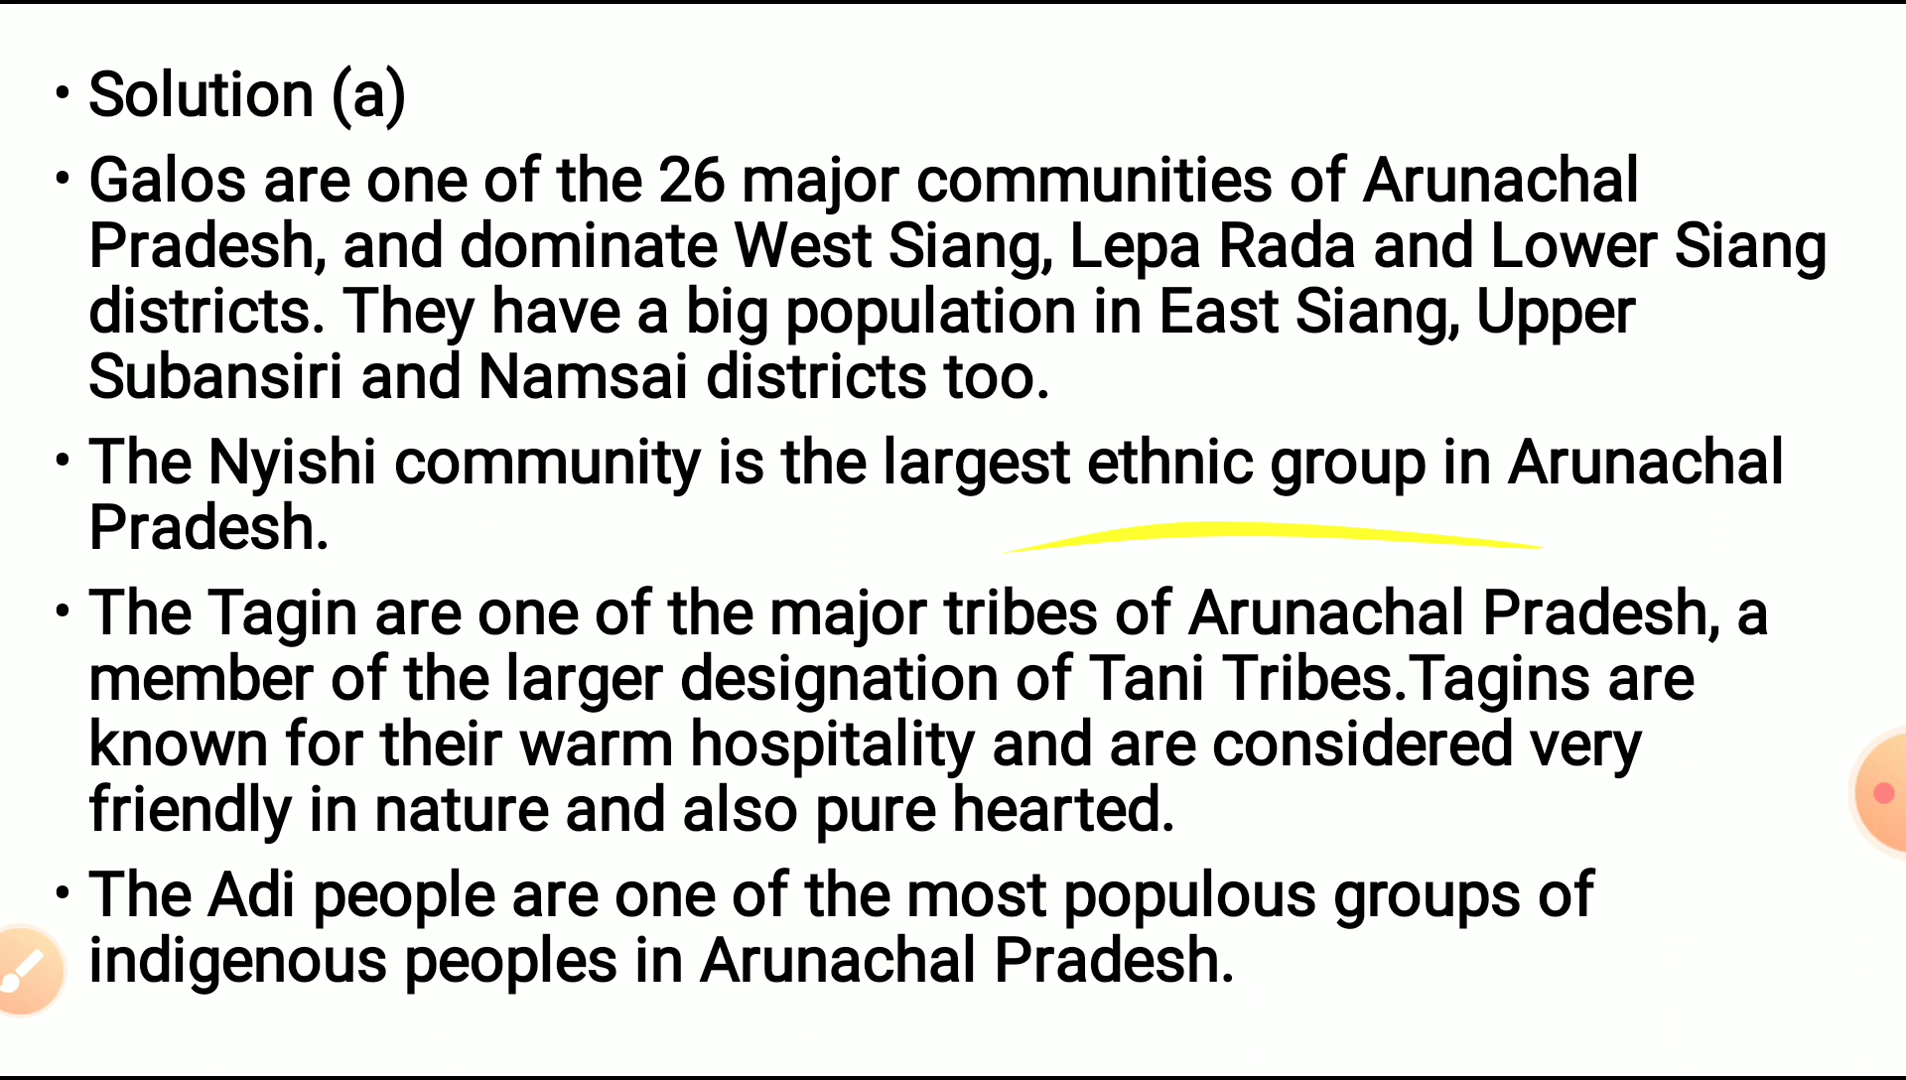 • Solution (a)
• Galos are one of the 26 major communities of Arunachal
Pradesh, and dominate West Siang, Lepa Rada and Lower Siang
districts. They have a big population in East Siang, Upper
Subansiri and Namsai districts too.
• The Nyishi community is the largest ethnic group in Arunachal
Pradesh.
• The Tagin are one of the major tribes of Arunachal Pradesh, a
member of the larger designation of Tani Tribes.Tagins are
known for their warm hospitality and are considered very
friendly in nature and also pure hearted.
• The Adi people are one of the most populous groups of
indigenous peoples in Arunachal Pradesh.